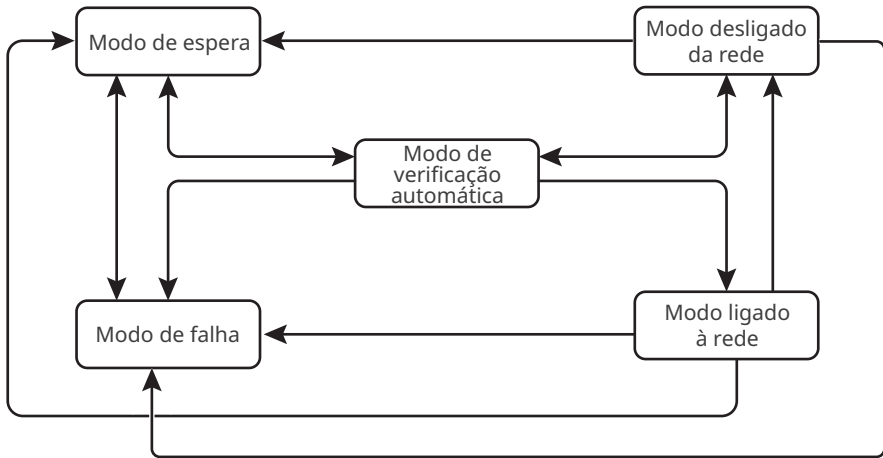 Modo de espera
Modo desligado
da rede
Modo de
verificação
automática
Modo de falha
Modo ligado
à rede